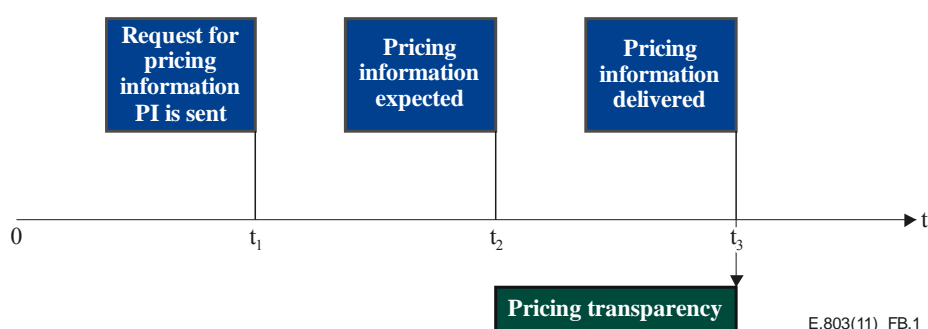 Request for
pricing
information
PI is sent
Pricing
information
expected
Pricing
information
delivered
0
t1
t2
t3
t
Pricing transparency
E.803(11)_FB.1